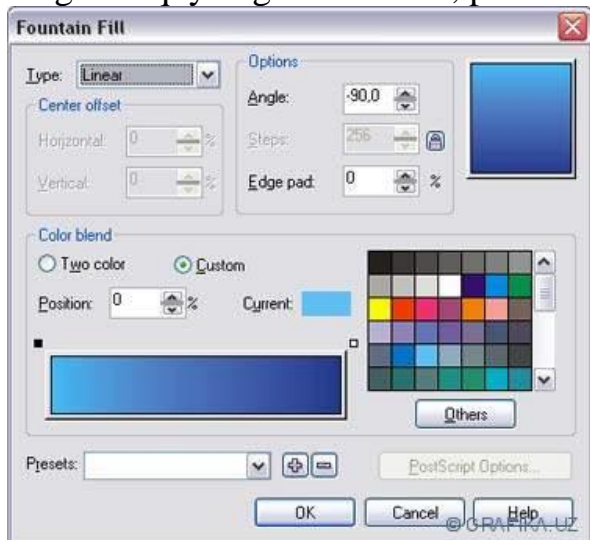 Fountain Fill
Type: Linear
Options
Angle: -90,0
Center offset
Horizontal: 0 %
Steps: 256
Vertical: 0 %
Edge pad: 0 %
Color blend
Two color Custom
Position: 0 % Current:
Others
Presets:
PostScript Options...
OK Cancel Help
© GRAFIKA.UZ